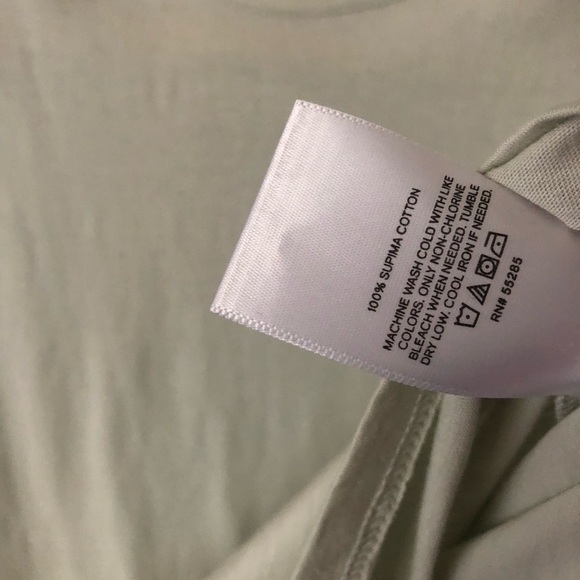 100% SUPIMA COTTON
MACHINE WASH COLD WITH LIKE
COLORS. ONLY NON-CHLORINE
BLEACH WHEN NEEDED. TUMBLE
DRY LOW. COOL IRON IF NEEDED.
RN# 55285